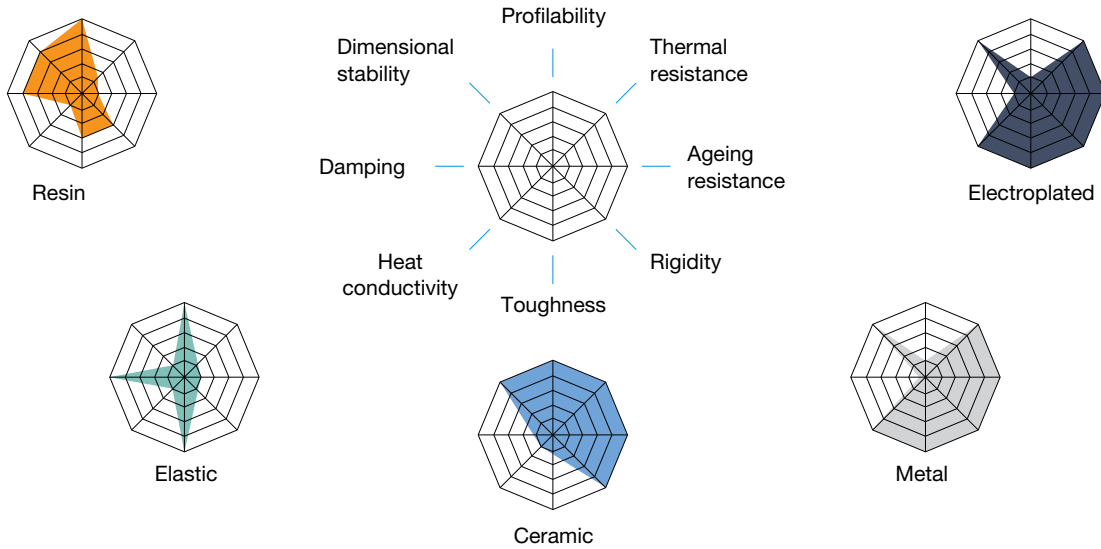 Profilability
Dimensional
stability
Thermal
resistance
Damping
Ageing
resistance
Resin
Electroplated
Heat
conductivity
Rigidity
Toughness
Elastic
Metal
Ceramic